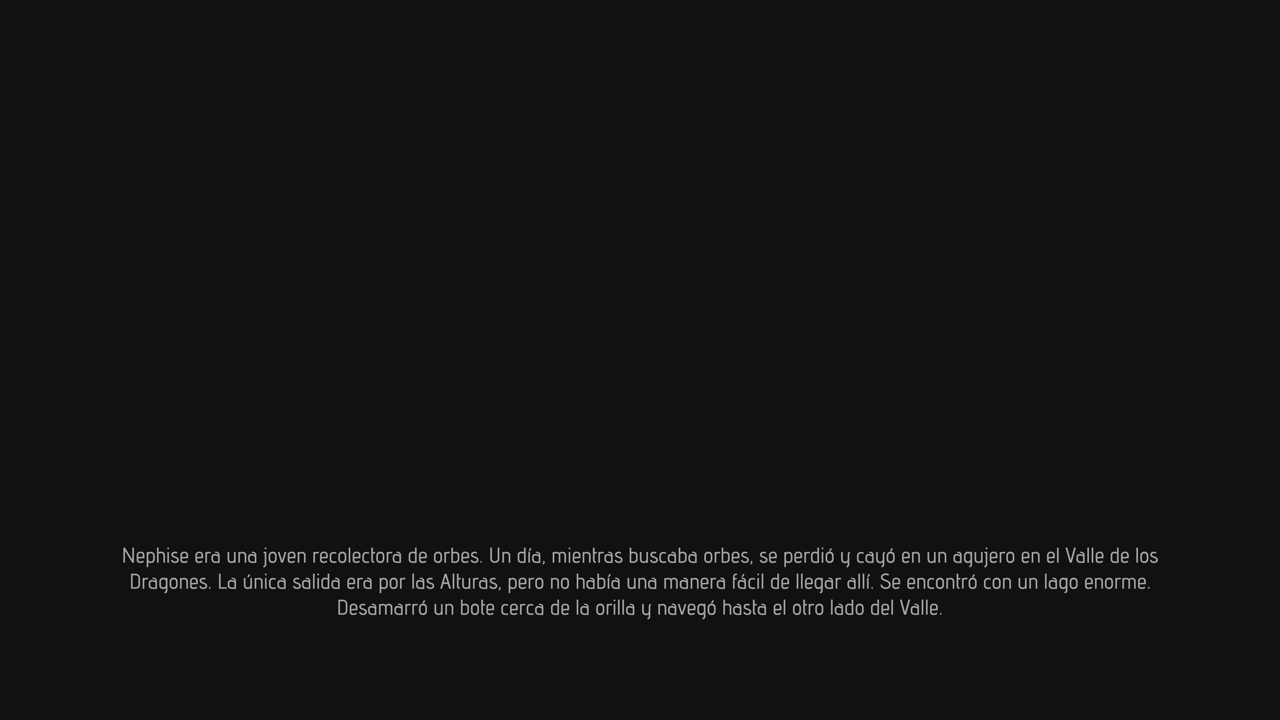 Nephise era una joven recolectora de orbes. Un día, mientras buscaba orbes, se perdió y cayó en un agujero en el Valle de los
Dragones. La única salida era por las Alturas, pero no había una manera fácil de llegar allí. Se encontró con un lago enorme.
Desamarró un bote cerca de la orilla y navegó hasta el otro lado del Valle.